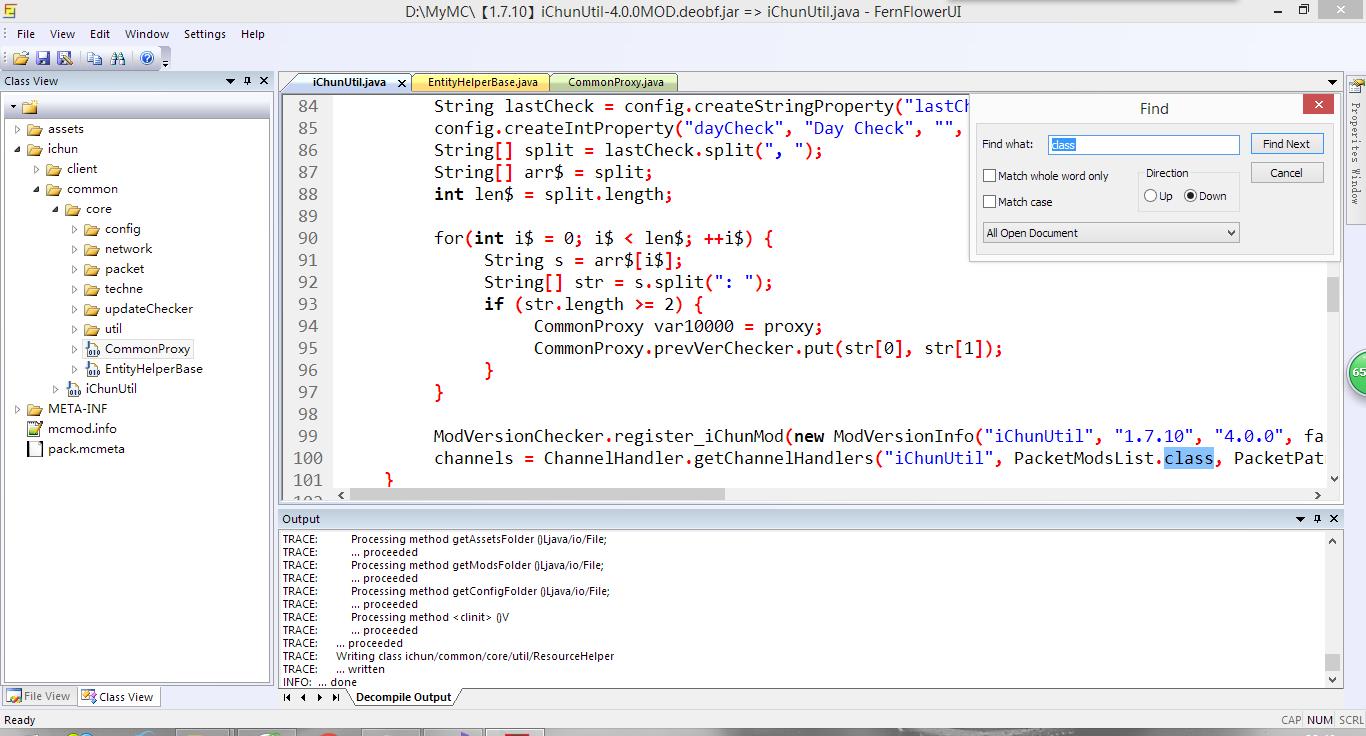 D:\MyMC\【1.7.10】iChunUtil-4.0.0MOD.deobf.jar => iChunUtil.java - FernFlowerUI
File View Edit Window Settings Help
Class View
assets
ichun
client
common
core
config
network
packet
techne
updateChecker
util
CommonProxy
EntityHelperBase
iChunUtil
META-INF
mcmod.info
pack.mcmeta
File View Class View
iChunUtil.java EntityHelperBase.java CommonProxy.java
84 String lastCheck = config.createStringProperty("lastCh
85 config.createIntProperty("dayCheck", "Day Check", "",
86 String[] split = lastCheck.split(", ");
87 String[] arr$ = split;
88 int len$ = split.length;
89
90 for(int i$ = 0; i$ < len$; ++i$) {
91 String s = arr$[i$];
92 String[] str = s.split(": ");
93 if (str.length >= 2) {
94 CommonProxy var10000 = proxy;
95 CommonProxy.prevVerChecker.put(str[0], str[1]);
96 }
97 }
98
99 ModVersionChecker.register_iChunMod(new ModVersionInfo("iChunUtil", "1.7.10", "4.0.0", fa
100 channels = ChannelHandler.getChannelHandlers("iChunUtil", PacketModsList.class, PacketPat
101 }
102
Find
Find what: class Find Next
Match whole word only Direction Cancel
Match case Up Down
All Open Document
Properties Window
65
Output
TRACE: Processing method getAssetsFolder ()Ljava/io/File;
TRACE: ... proceeded
TRACE: Processing method getModsFolder ()Ljava/io/File;
TRACE: ... proceeded
TRACE: Processing method getConfigFolder ()Ljava/io/File;
TRACE: ... proceeded
TRACE: Processing method <clinit> ()V
TRACE: ... proceeded
TRACE: ... proceeded
TRACE: Writing class ichun/common/core/util/ResourceHelper
TRACE: ... written
INFO: ... done
Decompile Output
Ready CAP NUM SCRL